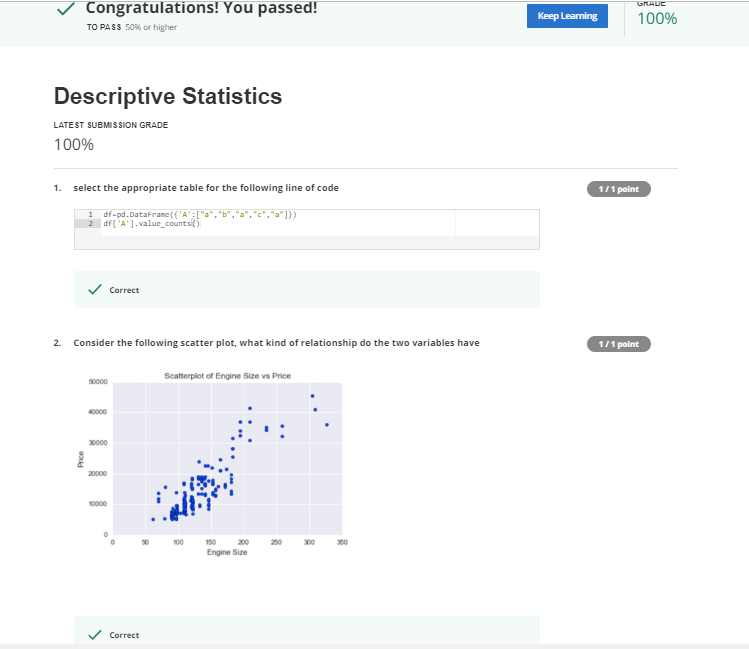 Congratulations! You passed!
TO PASS 50% or higher
Keep Learning
GRADE
100%
Descriptive Statistics
LATEST SUBMISSION GRADE
100%
1. select the appropriate table for the following line of code
1 / 1 point
1 df=pd.DataFrame({'A':["a","b","a","c","a"]})
2 df['A'].value_counts()
Correct
2. Consider the following scatter plot, what kind of relationship do the two variables have
1 / 1 point
Scatterplot of Engine Size vs Price
50000
40000
30000
20000
10000
0
Price
0 50 100 150 200 250 300 350
Engine Size
Correct